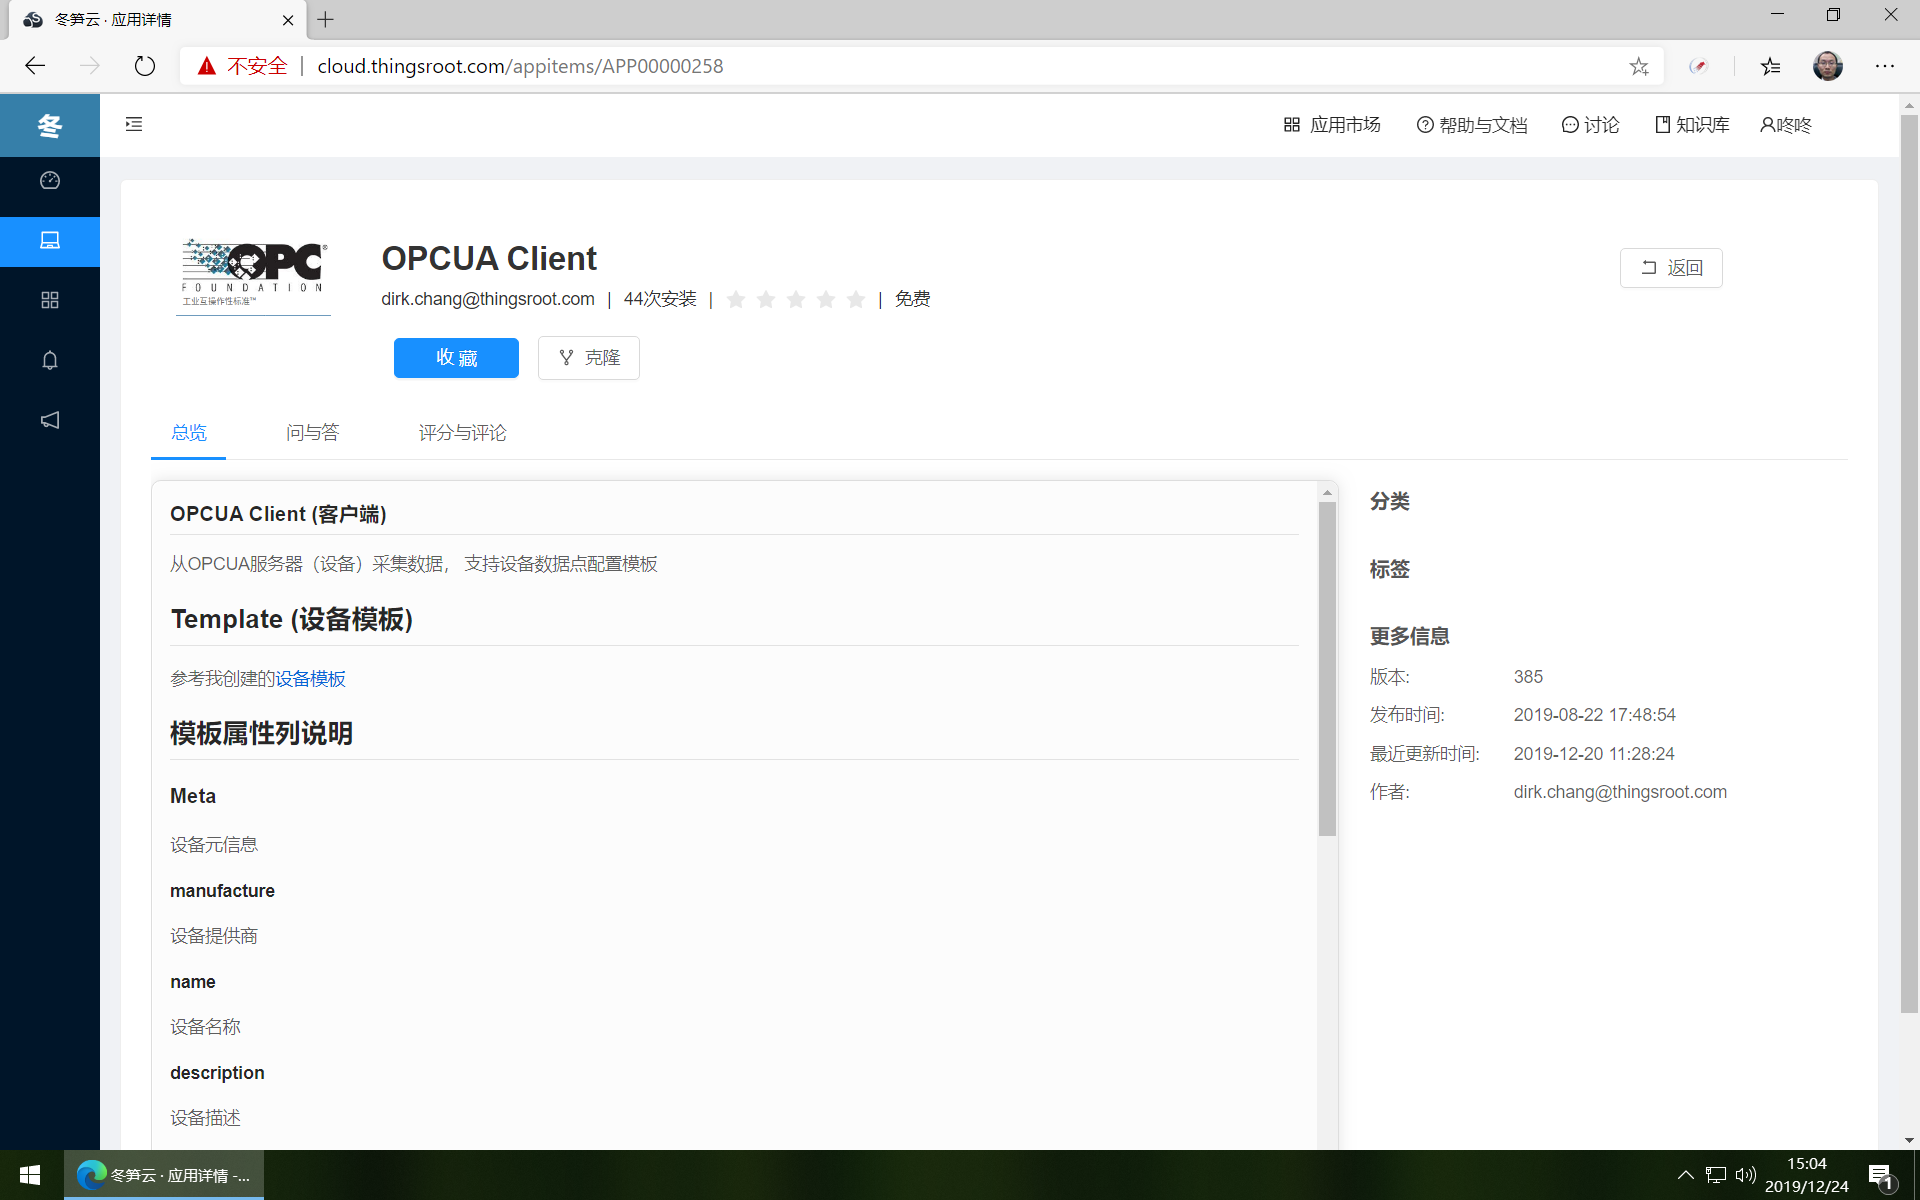 冬笋云 · 应用详情
不安全
cloud.thingsroot.com/appitems/APP00000258
冬
应用市场
帮助与文档
讨论
知识库
咚咚
OPC
FOUNDATION
工业互操作性标准™
OPCUA Client
dirk.chang@thingsroot.com | 44次安装 | | 免费
返回
收 藏
克隆
总览
问与答
评分与评论
OPCUA Client (客户端)
从OPCUA服务器（设备）采集数据， 支持设备数据点配置模板
Template (设备模板)
参考我创建的设备模板
模板属性列说明
Meta
设备元信息
manufacture
设备提供商
name
设备名称
description
设备描述
分类
标签
更多信息
版本: 385
发布时间: 2019-08-22 17:48:54
最近更新时间: 2019-12-20 11:28:24
作者: dirk.chang@thingsroot.com
冬笋云 · 应用详情 -...
15:04
2019/12/24
1